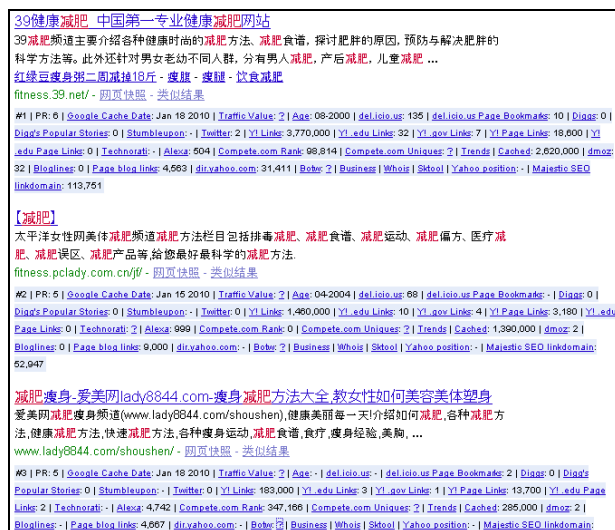 39健康减肥_中国第一专业健康减肥网站
39减肥频道主要介绍各种健康时尚的减肥方法、减肥食谱，探讨肥胖的原因，预防与解决肥胖的
科学方法等。此外还针对男女老幼不同人群，分有男人减肥，产后减肥，儿童减肥 ...
红绿豆瘦身粥二周减掉18斤 - 瘦腹 - 瘦腿 - 饮食减肥
fitness.39.net/ - 网页快照 - 类似结果
#1 | PR: 6 | Google Cache Date: Jan 18 2010 | Traffic Value: ? | Age: 08-2000 | del.icio.us: 135 | del.icio.us Page Bookmarks: 10 | Diggs: 0 |
Digg's Popular Stories: 0 | Stumbleupon: - | Twitter: 2 | Y! Links: 3,770,000 | Y! .edu Links: 32 | Y! .gov Links: 7 | Y! Page Links: 18,600 | Y!
.edu Page Links: 0 | Technorati: - | Alexa: 504 | Compete.com Rank: 98,814 | Compete.com Uniques: ? | Trends | Cached: 2,620,000 | dmoz:
32 | Bloglines: 0 | Page blog links: 4,563 | dir.yahoo.com: 31,411 | Botw: ? | Business | Whois | Sktool | Yahoo position: - | Majestic SEO
linkdomain: 113,751
【减肥】
太平洋女性网美体减肥频道减肥方法栏目包括排毒减肥、减肥食谱、减肥运动、减肥偏方、医疗减
肥、减肥误区、减肥产品等,给您最好最科学的减肥方法.
fitness.pclady.com.cn/jf/ - 网页快照 - 类似结果
#2 | PR: 5 | Google Cache Date: Jan 15 2010 | Traffic Value: ? | Age: 04-2004 | del.icio.us: 68 | del.icio.us Page Bookmarks: - | Diggs: 0 |
Digg's Popular Stories: 0 | Stumbleupon: - | Twitter: 0 | Y! Links: 1,460,000 | Y! .edu Links: 10 | Y! .gov Links: 4 | Y! Page Links: 3,180 | Y! .edu
Page Links: 0 | Technorati: ? | Alexa: 999 | Compete.com Rank: 0 | Compete.com Uniques: ? | Trends | Cached: 1,390,000 | dmoz: 2 |
Bloglines: 0 | Page blog links: 9,000 | dir.yahoo.com: - | Botw: ? | Business | Whois | Sktool | Yahoo position: - | Majestic SEO linkdomain:
52,947
减肥瘦身-爱美网lady8844.com-瘦身减肥方法大全,教女性如何美容美体塑身
爱美网减肥瘦身频道(www.lady8844.com/shoushen),健康美丽每一天!介绍如何减肥,各种减肥方
法,健康减肥方法,快速减肥方法,各种瘦身运动,减肥食谱,食疗,瘦身经验,美胸, ...
www.lady8844.com/shoushen/ - 网页快照 - 类似结果
#3 | PR: 5 | Google Cache Date: Jan 18 2010 | Traffic Value: ? | Age: - | del.icio.us: - | del.icio.us Page Bookmarks: 2 | Diggs: 0 | Digg's
Popular Stories: 0 | Stumbleupon: - | Twitter: 0 | Y! Links: 183,000 | Y! .edu Links: 3 | Y! .gov Links: 1 | Y! Page Links: 13,700 | Y! .edu Page
Links: 2 | Technorati: - | Alexa: 4,742 | Compete.com Rank: 347,166 | Compete.com Uniques: ? | Trends | Cached: 285,000 | dmoz: 2 |
Bloglines: - | Page blog links: 4,667 | dir.yahoo.com: - | Botw: ? | Business | Whois | Sktool | Yahoo position: - | Majestic SEO linkdomain: